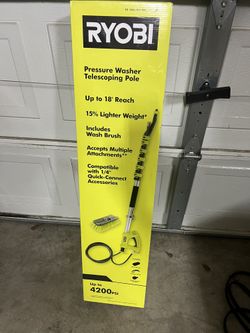 RYOBI
Pressure Washer
Telescoping Pole
Up to 18' Reach
15% Lighter Weight*
Includes
Wash Brush
Accepts Multiple
Attachments**
Compatible
with 1/4"
Quick-Connect
Accessories
Up to
4200PSI